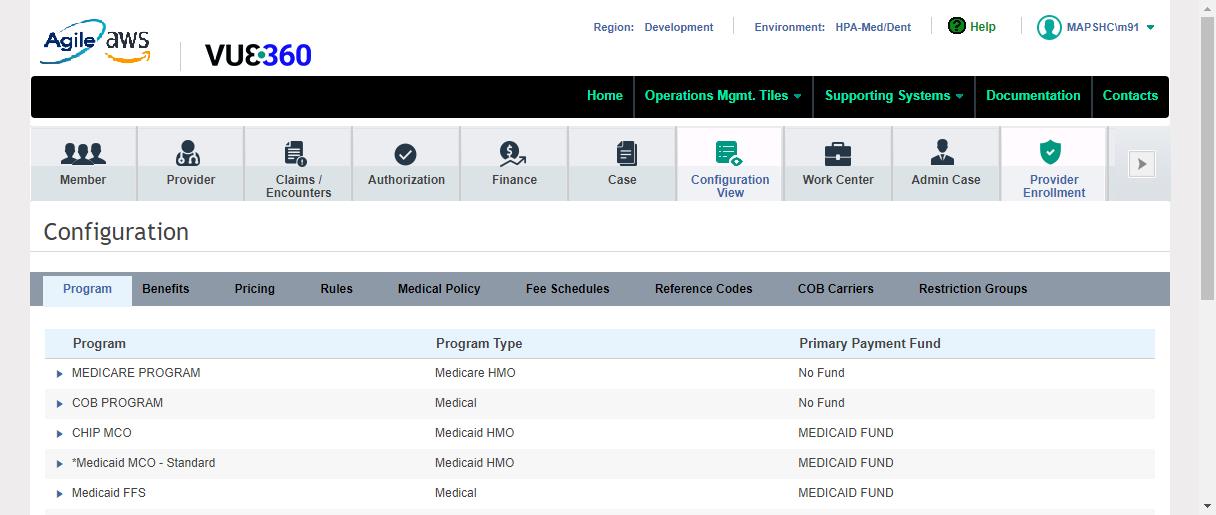 Agile aws
VUE360
Region: Development Environment: HPA-Med/Dent ? Help MAPSHC\m91
Home Operations Mgmt. Tiles Supporting Systems Documentation Contacts
Member Provider Claims / Encounters Authorization Finance Case Configuration View Work Center Admin Case Provider Enrollment
Configuration
Program Benefits Pricing Rules Medical Policy Fee Schedules Reference Codes COB Carriers Restriction Groups
Program Program Type Primary Payment Fund
MEDICARE PROGRAM Medicare HMO No Fund
COB PROGRAM Medical No Fund
CHIP MCO Medicaid HMO MEDICAID FUND
*Medicaid MCO - Standard Medicaid HMO MEDICAID FUND
Medicaid FFS Medical MEDICAID FUND